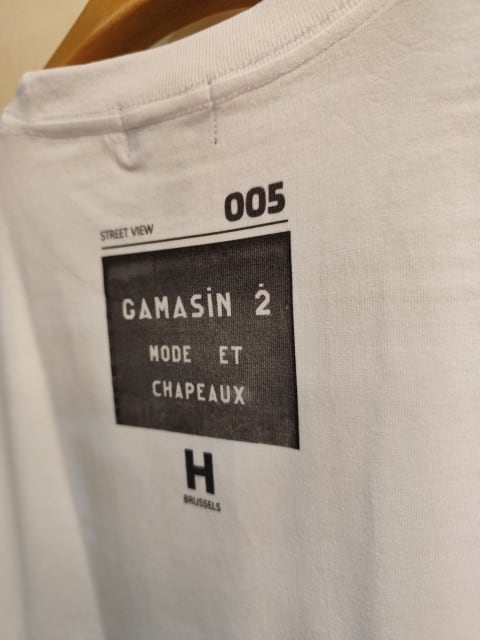 005
STREET VIEW
GAMASiN 2
MODE ET
CHAPEAUX
H
BRUSSELS